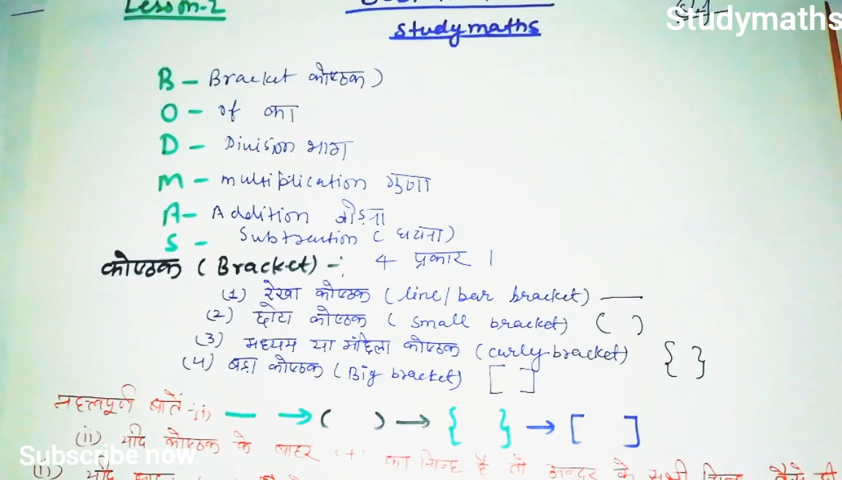 Lesson-2
Studymaths
studymaths
B - Bracket कोष्ठक)
O - of का
D - Division भाग
M - multiplication गुणा
A - Addition जोड़ना
S - Subtraction ( घटाना)
कोष्ठक (Bracket) -: 4 प्रकार ।
(1) रेखा कोष्ठक (line/bar bracket) —
(2) छोटा कोष्ठक ( small bracket) ( )
(3) मध्यम या मंझिला कोष्ठक (curly bracket) { }
(4) बड़ा कोष्ठक (Big bracket) [ ]
महत्वपूर्ण बातें -(i) — → ( ) → { } → [ ]
(ii) यदि कोष्ठक के बाहर '+' का चिन्ह है तो अन्दर के सभी चिन्ह
Subscribe now